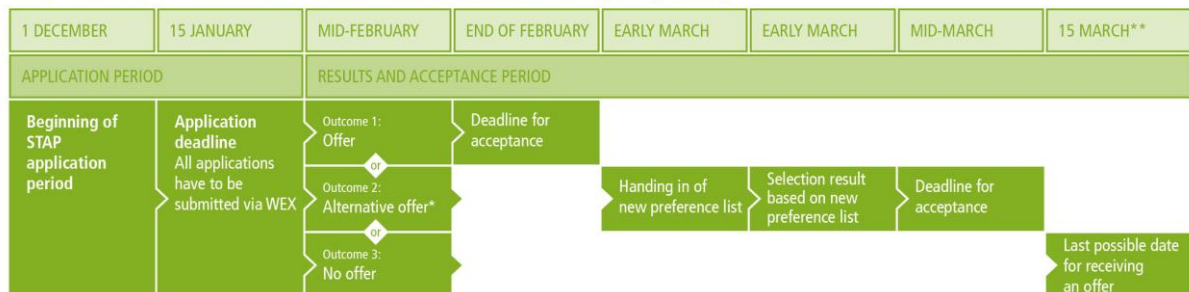 1 DECEMBER
15 JANUARY
MID-FEBRUARY
END OF FEBRUARY
EARLY MARCH
EARLY MARCH
MID-MARCH
15 MARCH**
APPLICATION PERIOD
RESULTS AND ACCEPTANCE PERIOD
Beginning of
STAP
application
period
Application
deadline
All applications
have to be
submitted via WEX
Outcome 1:
Offer
Deadline for
acceptance
or
Outcome 2:
Alternative offer*
Handing in of
new preference list
Selection result
based on new
preference list
Deadline for
acceptance
or
Outcome 3:
No offer
Last possible date
for receiving
an offer